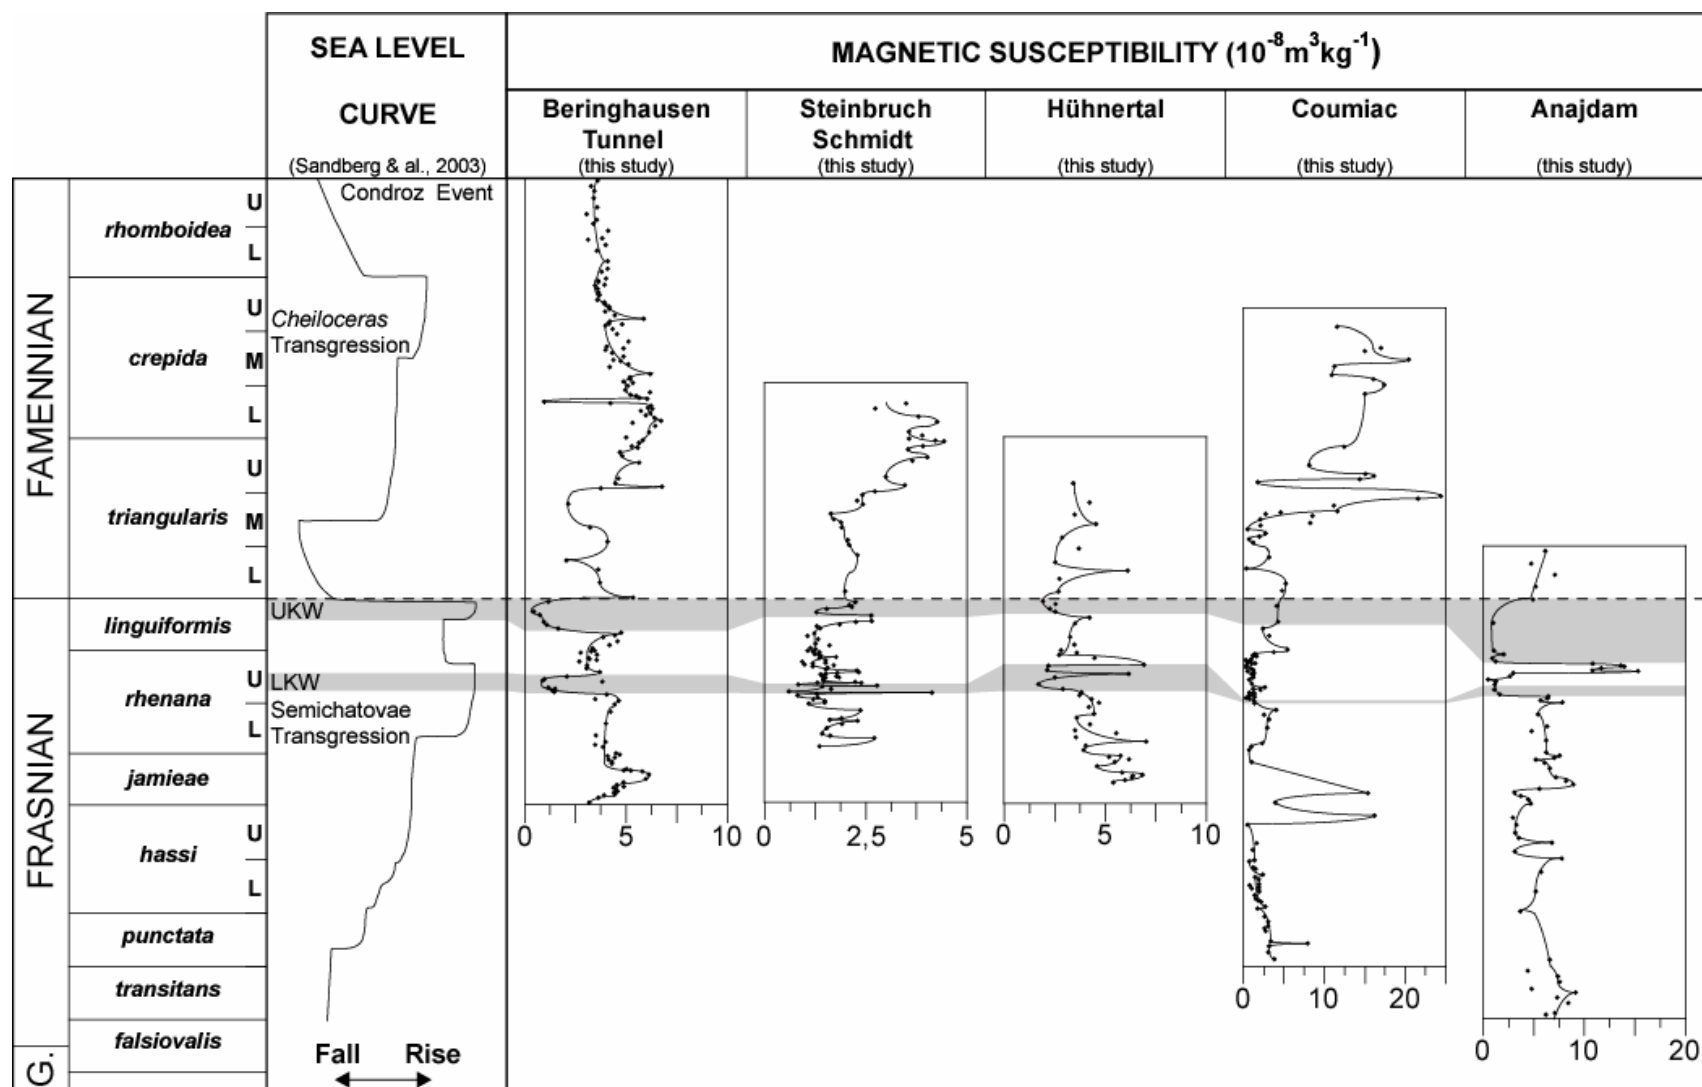 SEA LEVEL
CURVE
(Sandberg & al., 2003)
MAGNETIC SUSCEPTIBILITY (10-8m3kg-1)
Beringhausen
Tunnel
(this study)
Steinbruch
Schmidt
(this study)
Hühnertal
(this study)
Coumiac
(this study)
Anajdam
(this study)
FAMENNIAN
rhomboidea
U
L
crepida
U
M
L
triangularis
U
M
L
FRASNIAN
linguiformis
rhenana
U
L
jamieae
hassi
U
L
punctata
transitans
falsiovalis
G.
Condroz Event
Cheiloceras
Transgression
UKW
LKW
Semichatovae
Transgression
Fall Rise
0 5 10
0 2,5 5
0 5 10
0 10 20
0 10 20